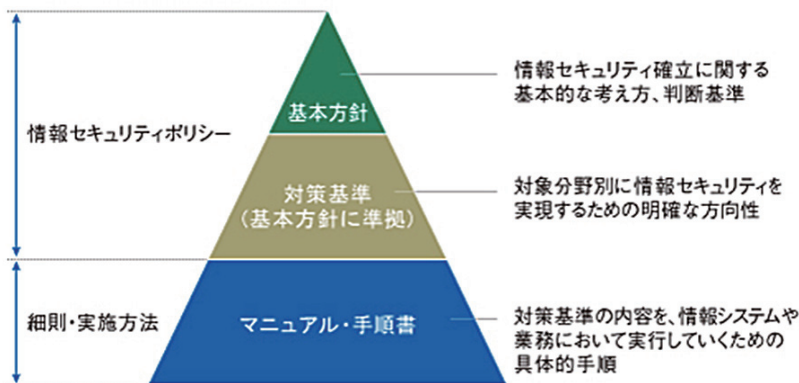 情報セキュリティポリシー
細則・実施方法
基本方針
対策基準
（基本方針に準拠）
マニュアル・手順書
情報セキュリティ確立に関する
基本的な考え方、判断基準
対象分野別に情報セキュリティを
実現するための明確な方向性
対策基準の内容を、情報システムや
業務において実行していくための
具体的手順